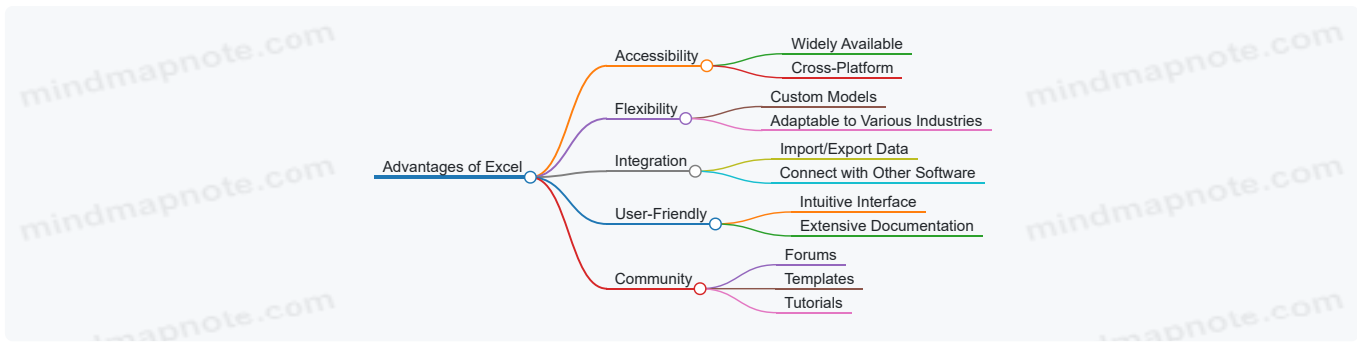 mindmapnote.com
mindmapnote.com
Advantages of Excel
Accessibility
Widely Available
Cross-Platform
Flexibility
Custom Models
Adaptable to Various Industries
Integration
Import/Export Data
Connect with Other Software
User-Friendly
Intuitive Interface
Extensive Documentation
Community
Forums
Templates
Tutorials
mindmapnote.com
mindmapnote.com
mindmapnote.com
mindmapnote.com